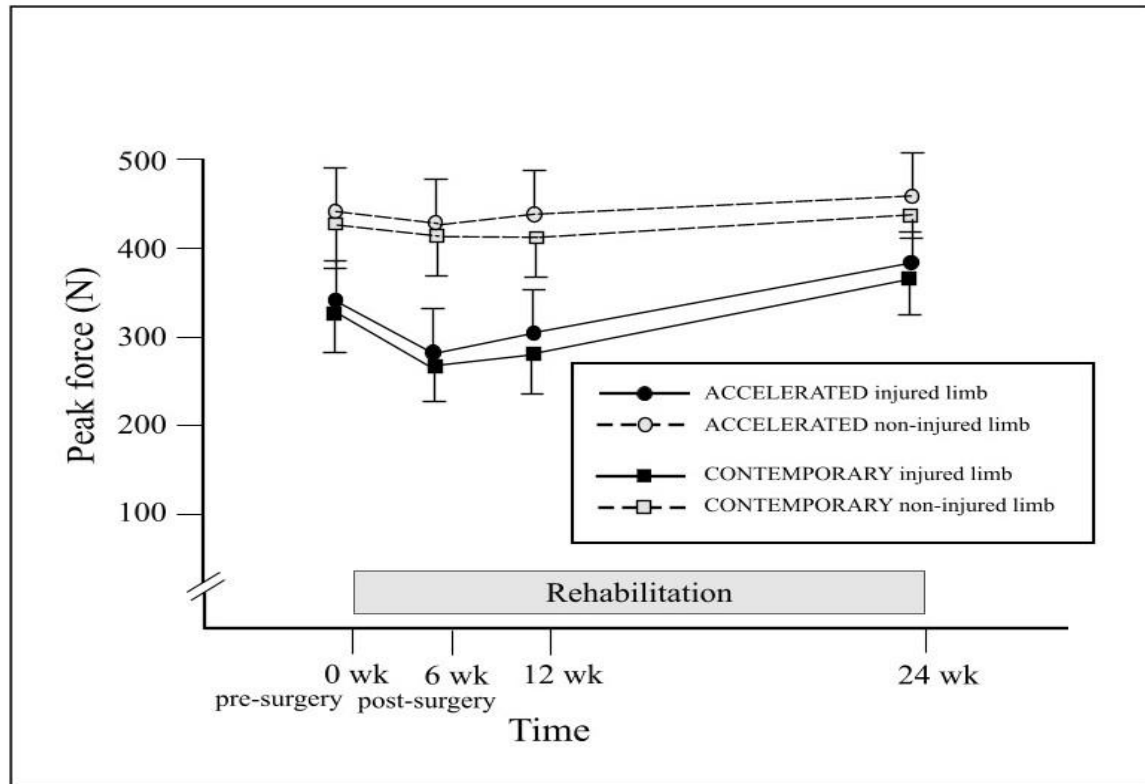 500
400
300
200
100
Peak force (N)
ACCELERATED injured limb
ACCELERATED non-injured limb
CONTEMPORARY injured limb
CONTEMPORARY non-injured limb
Rehabilitation
0 wk 6 wk 12 wk 24 wk
pre-surgery post-surgery
Time